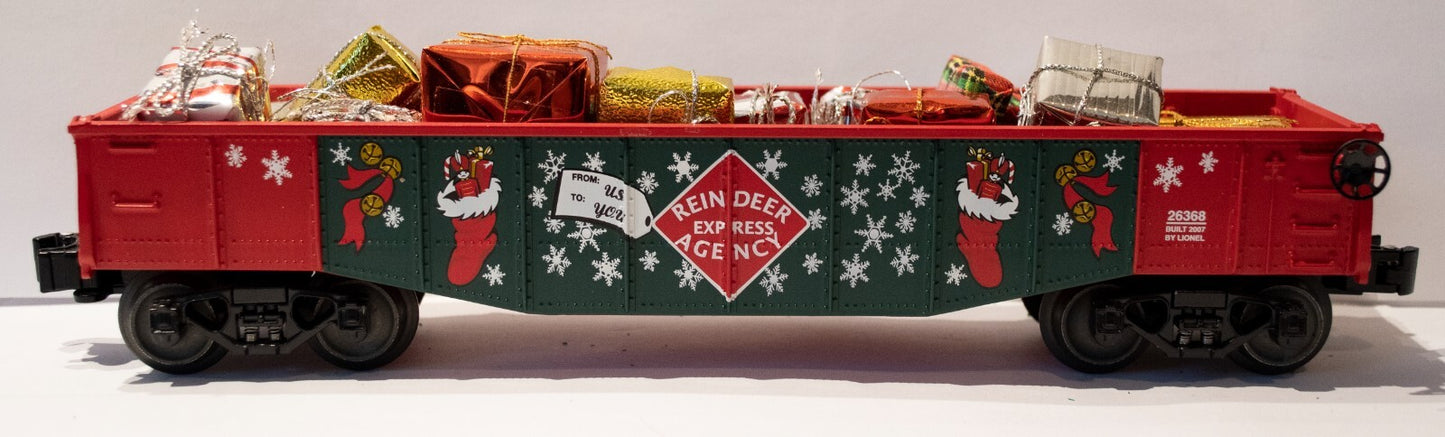 FROM: US
TO: YOU
REINDEER
EXPRESS
AGENCY
26368
BUILT 2007
BY LIONEL